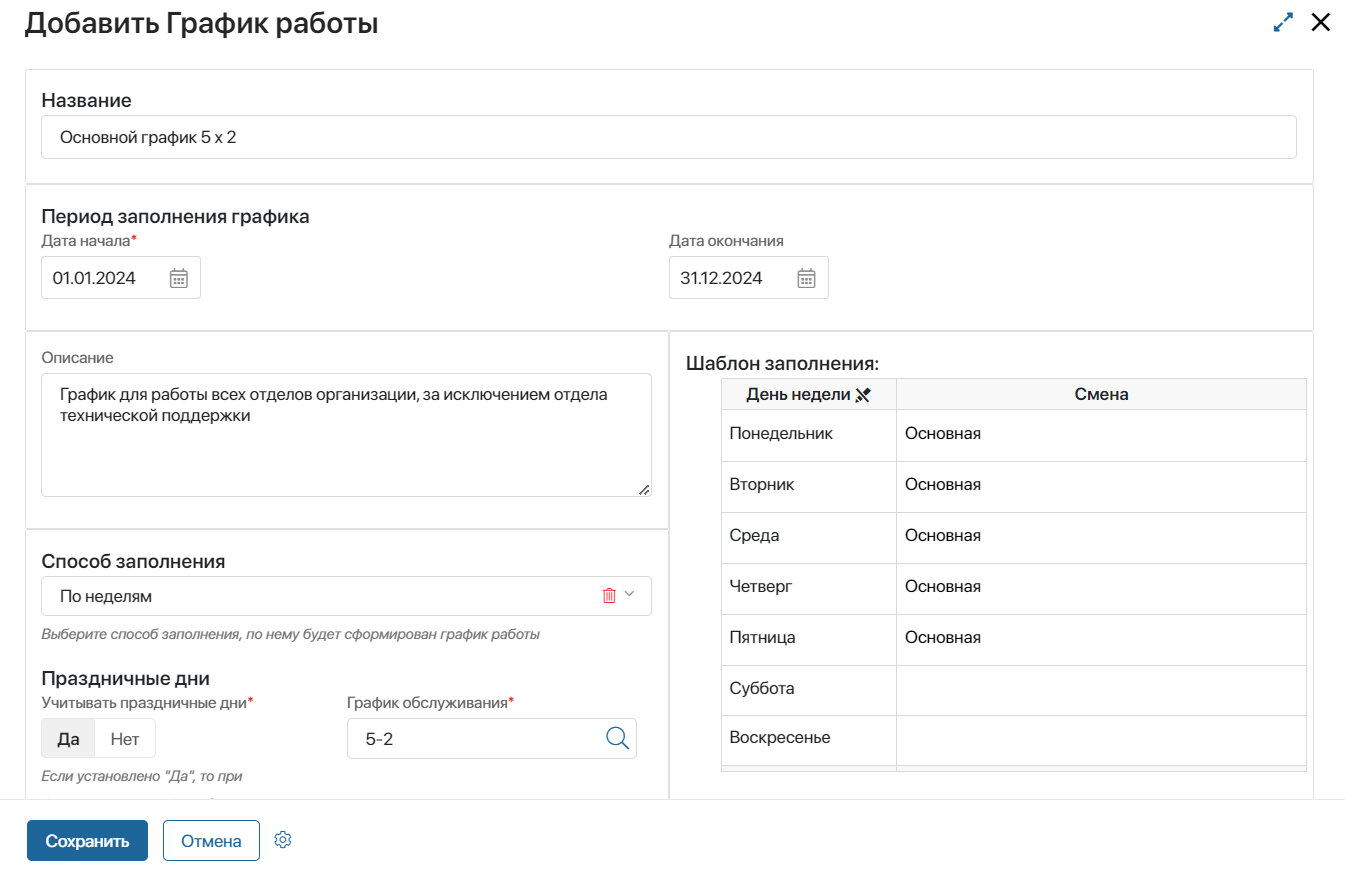 Добавить График работы
Название
Основной график 5 х 2
Период заполнения графика
Дата начала*
Дата окончания
01.01.2024
31.12.2024
Описание
График для работы всех отделов организации, за исключением отдела
технической поддержки
Способ заполнения
По неделям
Выберите способ заполнения, по нему будет сформирован график работы
Праздничные дни
Учитывать праздничные дни*
График обслуживания*
Да
Нет
5-2
Если установлено "Да", то при
Шаблон заполнения:
День недели
Смена
Понедельник
Основная
Вторник
Основная
Среда
Основная
Четверг
Основная
Пятница
Основная
Суббота
Воскресенье
Сохранить
Отмена